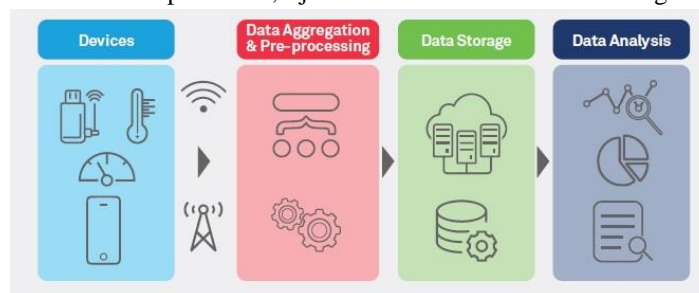 Devices
Data Aggregation
& Pre-processing
Data Storage
Data Analysis